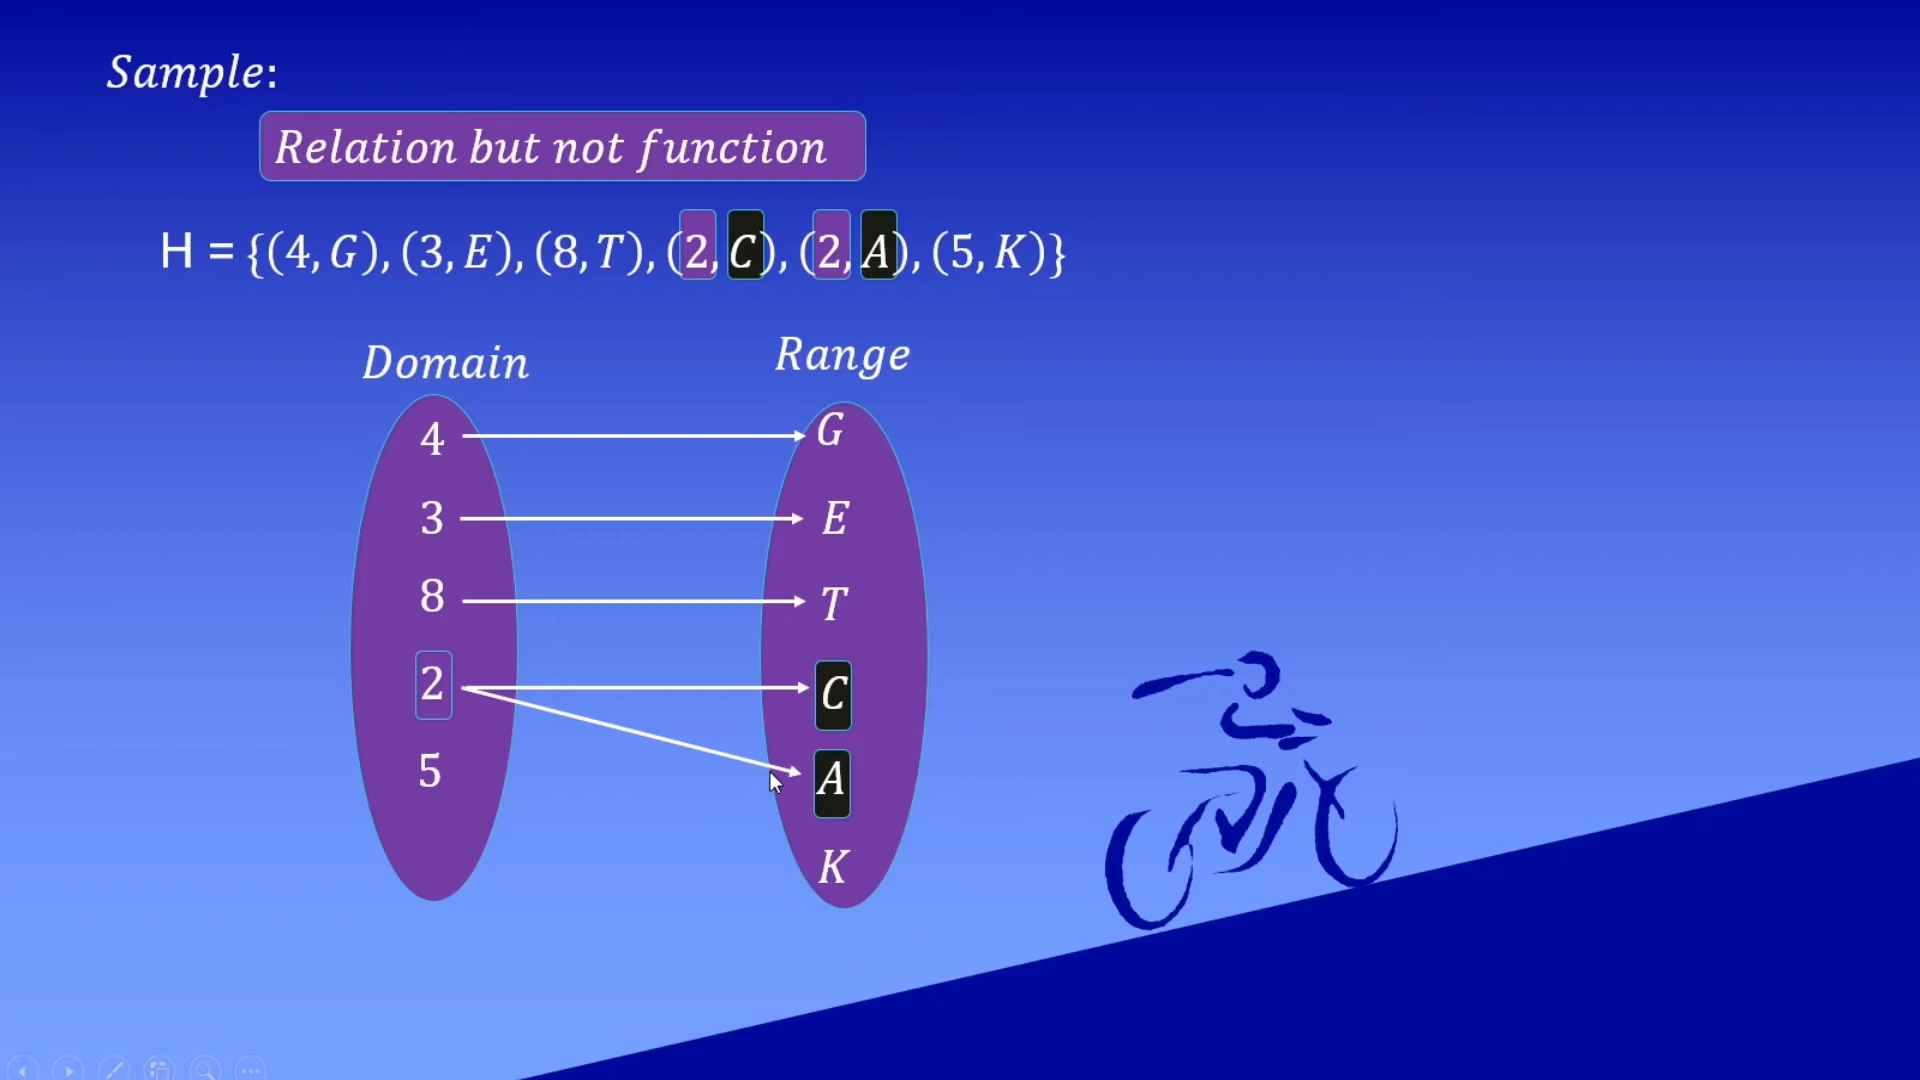 Sample:
Relation but not function
H = {(4, G), (3, E), (8, T), (2, C), (2, A), (5, K)}
Domain Range
4 G
3 E
8 T
2 C
5 A
K